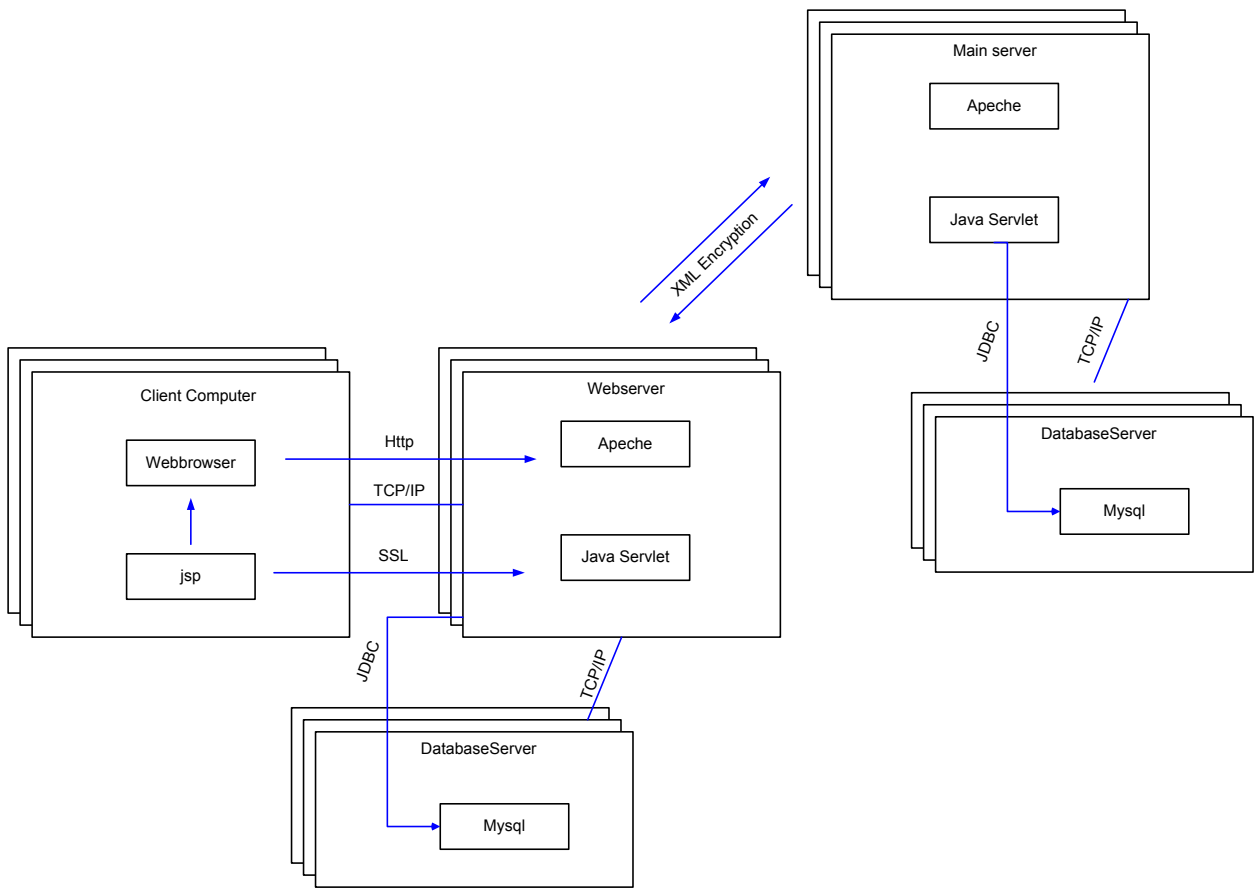 Main server
Apeche
Java Servlet
XML Encryption
JDBC
TCP/IP
DatabaseServer
Mysql
Client Computer
Webbrowser
jsp
Http
TCP/IP
SSL
Webserver
Apeche
Java Servlet
JDBC
TCP/IP
DatabaseServer
Mysql